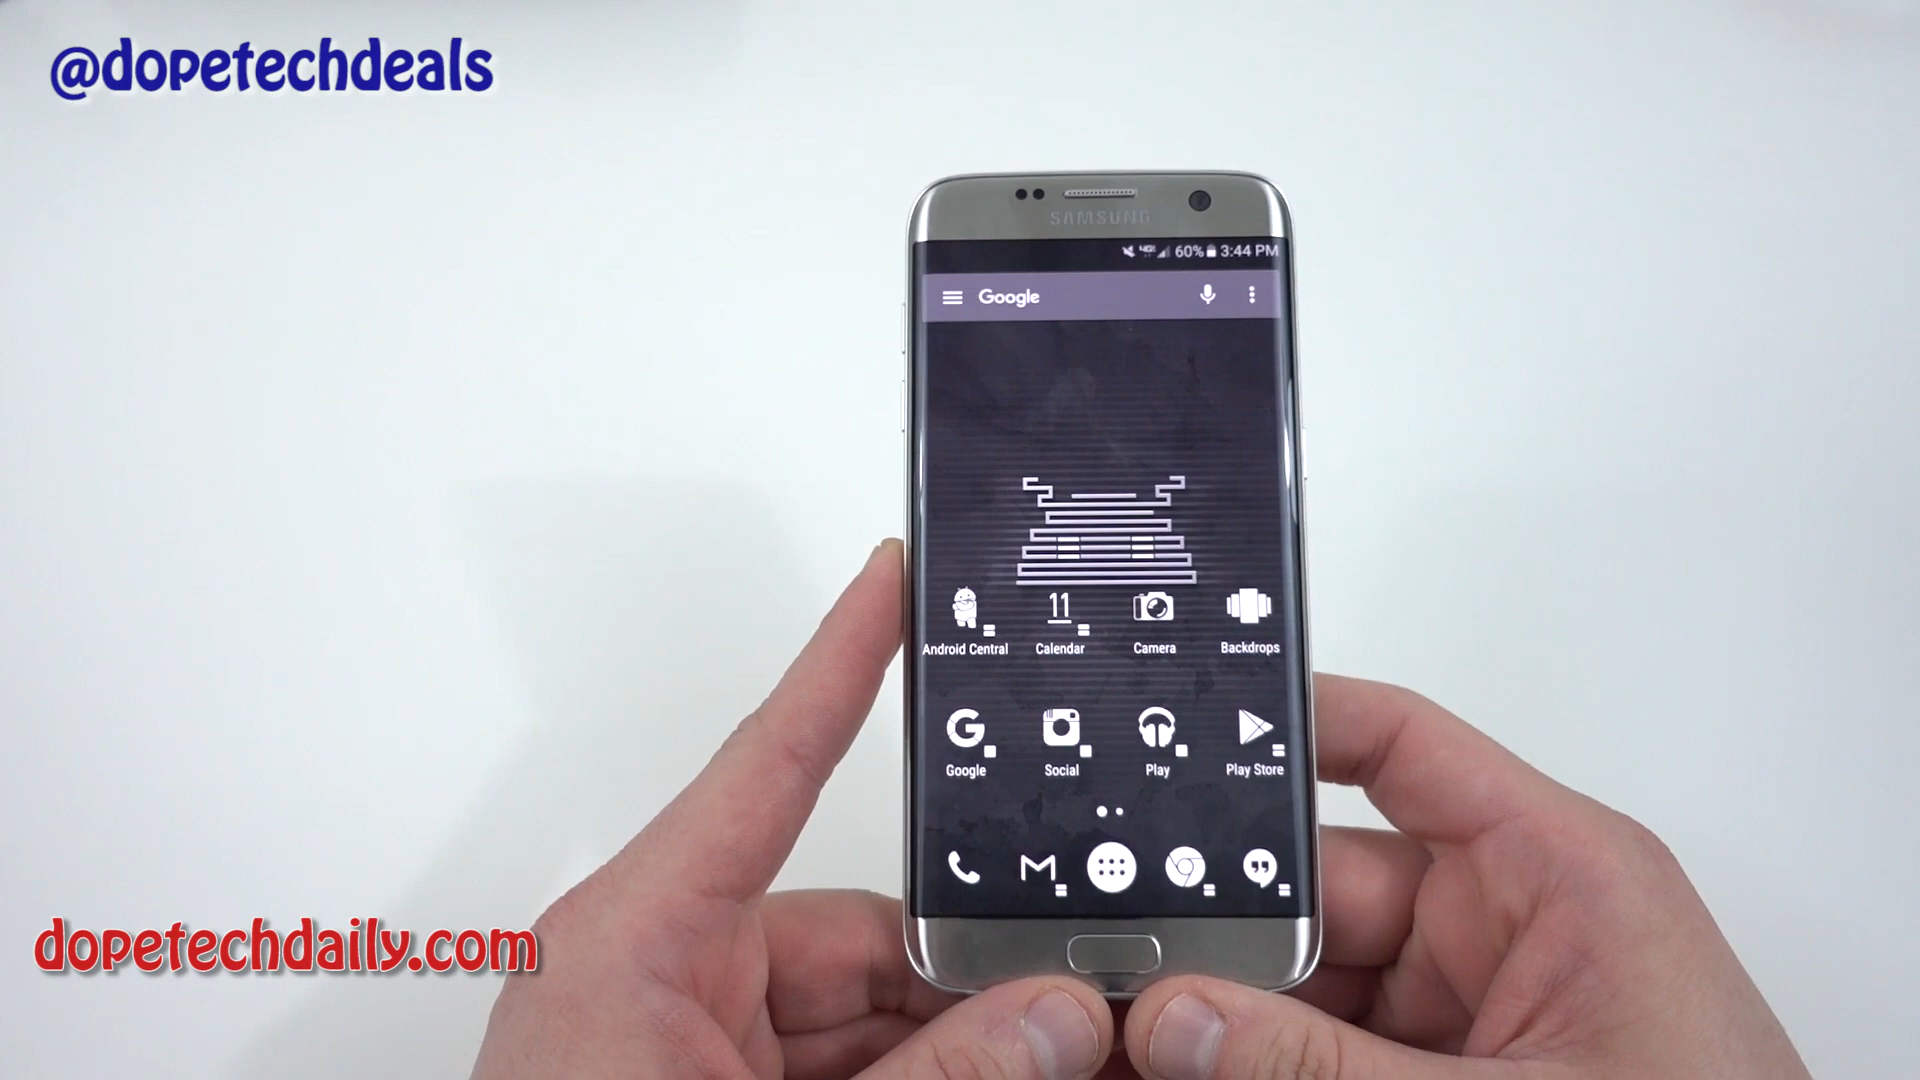 @dopetechdeals
SAMSUNG
4G 60% 3:44 PM
Google
11
Android Central
Calendar
Camera
Backdrops
G
Google
Social
Play
Play Store
dopetechdaily.com